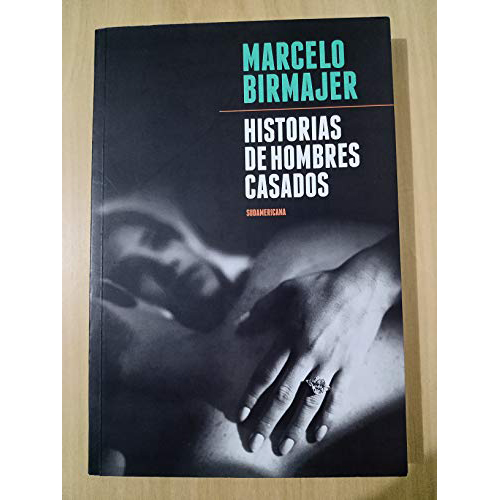 MARCELO
BIRMAJER
HISTORIAS
DE HOMBRES
CASADOS
SUDAMERICANA